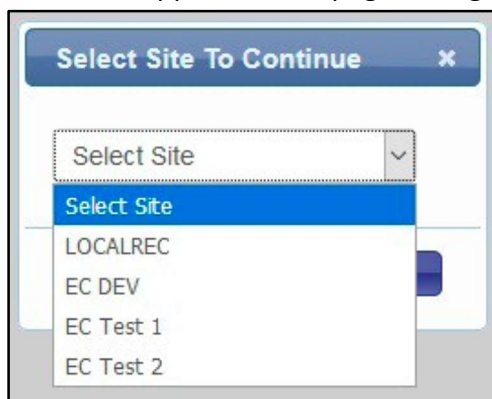 Select Site To Continue
Select Site
Select Site
LOCALREC
EC DEV
EC Test 1
EC Test 2